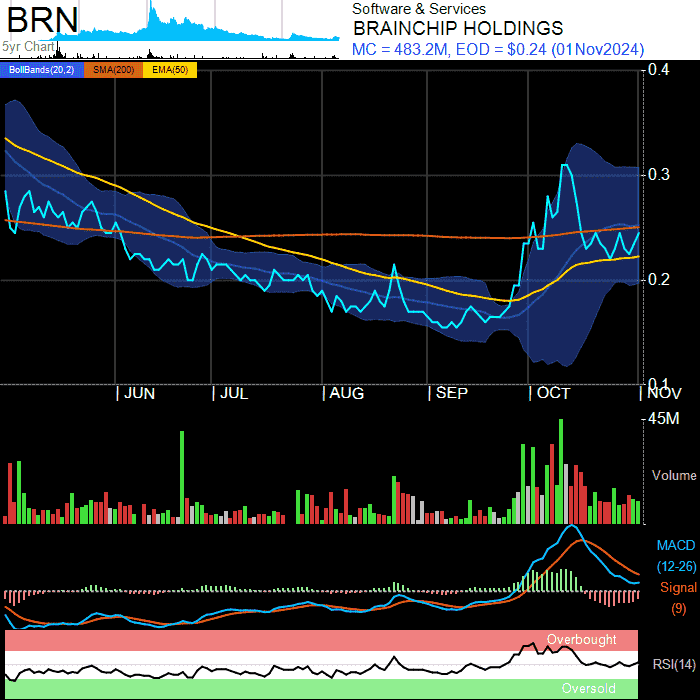 BRN
5yr Chart
Software & Services
BRAINCHIP HOLDINGS
MC = 483.2M, EOD = $0.24 (01Nov2024)
BollBands(20,2) SMA(200) EMA(50)
0.4
0.3
0.2
0.1
JUN JUL AUG SEP OCT NOV
45M
Volume
MACD
(12-26)
Signal
(9)
Overbought
RSI(14)
Oversold